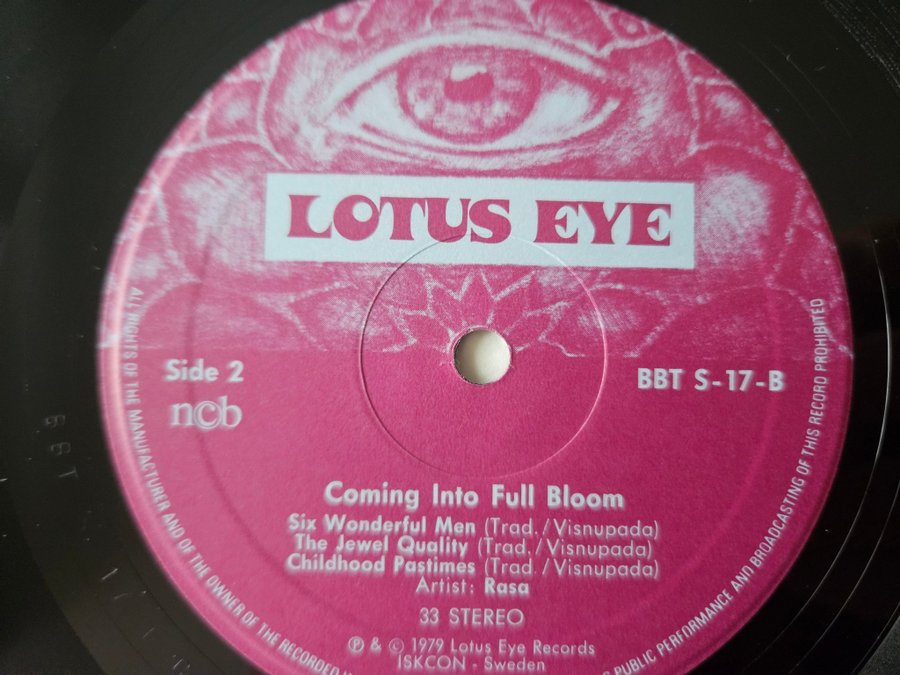 LOTUS EYE
Side 2
BBT S-17-B
ncb
Coming Into Full Bloom
Six Wonderful Men (Trad./Visnupada)
The Jewel Quality (Trad./Visnupada)
Childhood Pastimes (Trad./Visnupada)
Artist: Rasa
33 STEREO
℗ & © 1979 Lotus Eye Records
ISKCON - Sweden
ALL RIGHTS OF THE MANUFACTURER AND OF THE OWNER OF THE RECORDED
PUBLIC PERFORMANCE AND BROADCASTING OF THIS RECORD PROHIBITED
BBT